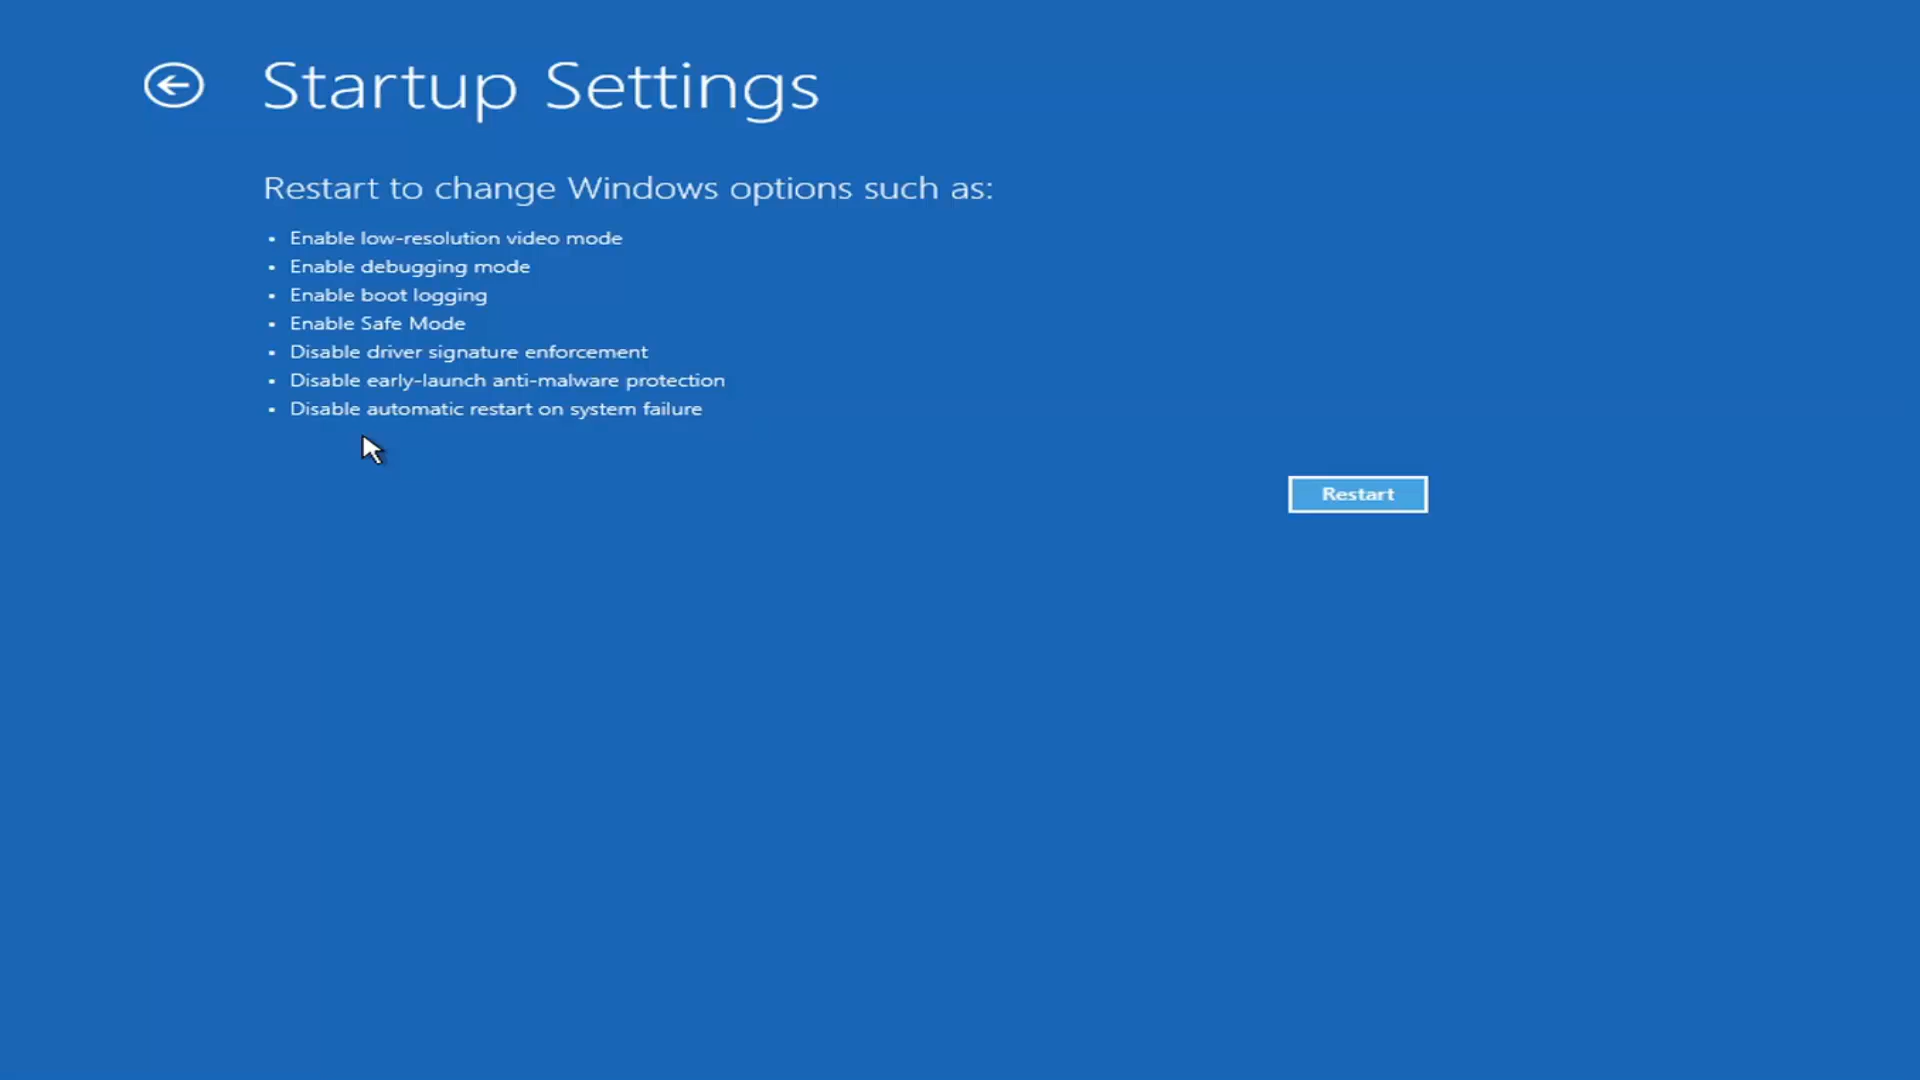 Startup Settings
Restart to change Windows options such as:
• Enable low-resolution video mode
• Enable debugging mode
• Enable boot logging
• Enable Safe Mode
• Disable driver signature enforcement
• Disable early-launch anti-malware protection
• Disable automatic restart on system failure
Restart